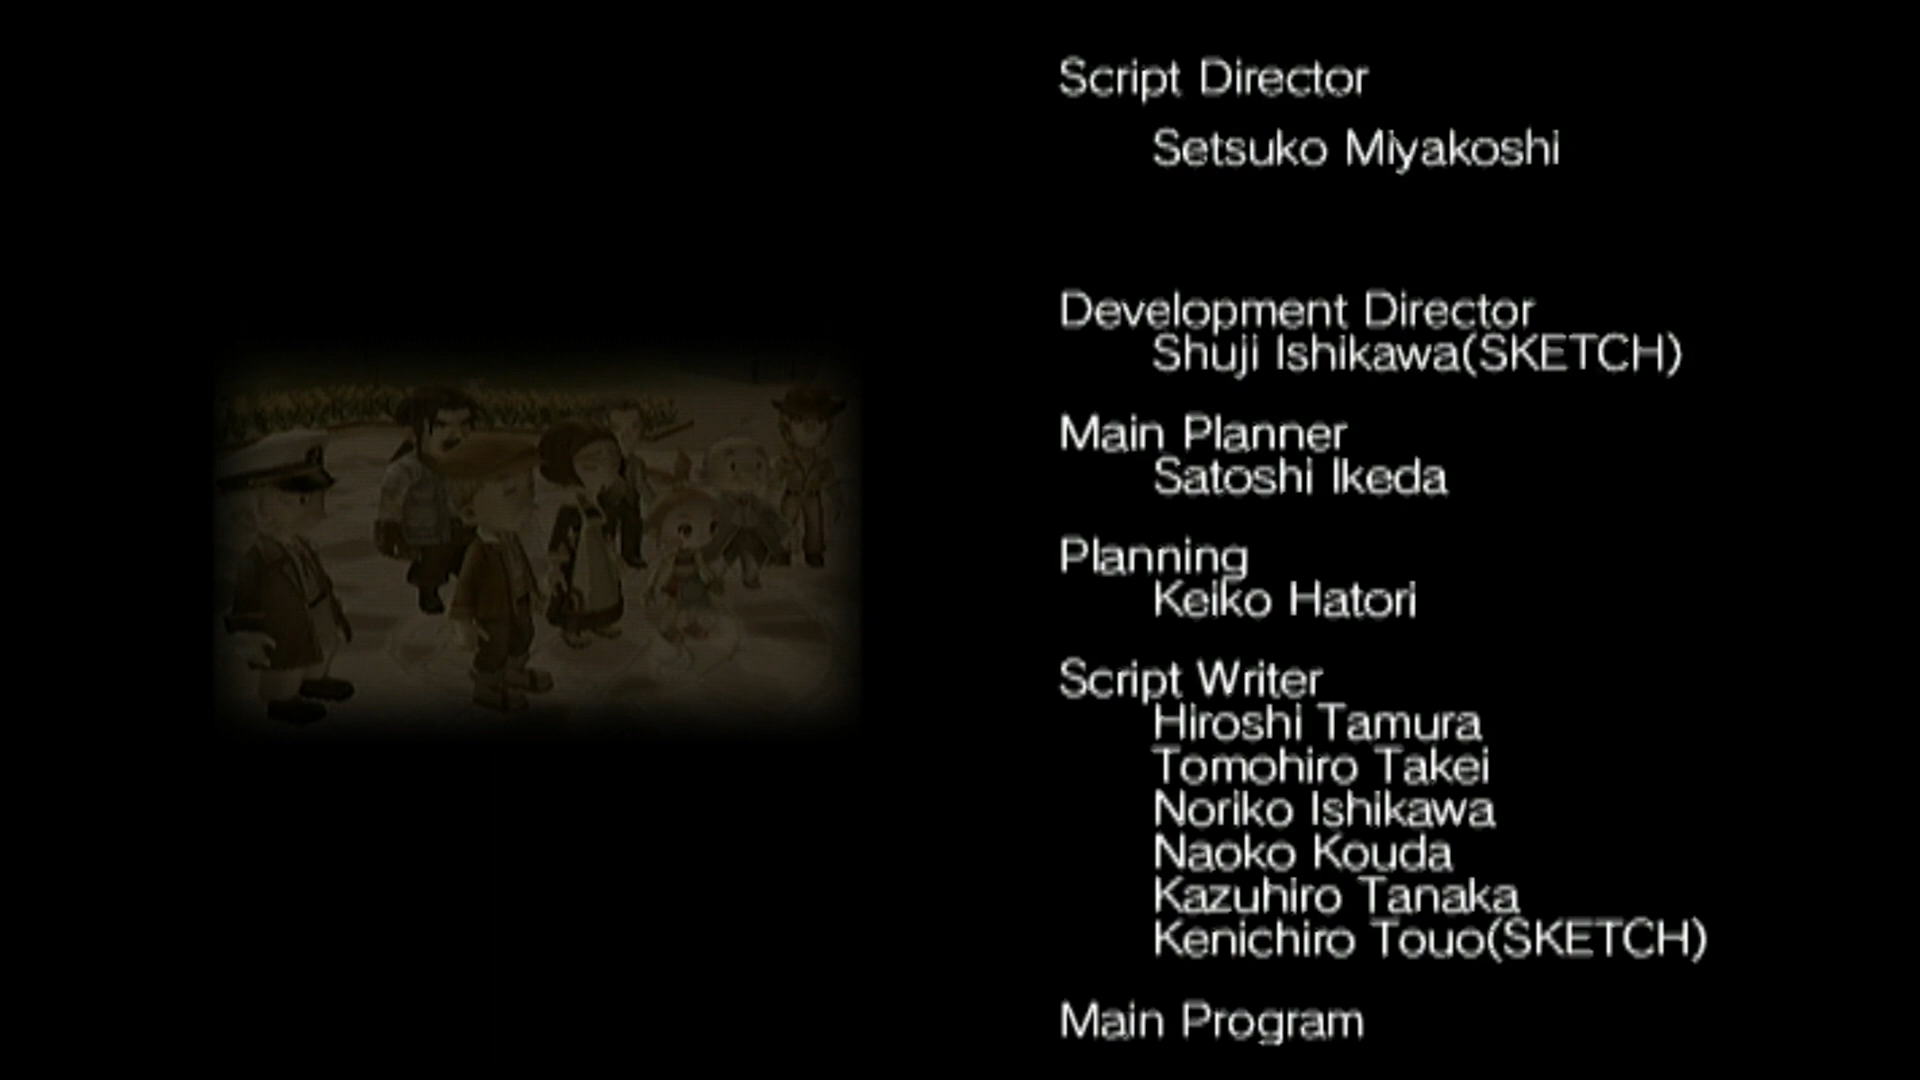 Script Director
Setsuko Miyakoshi
Development Director
Shuji Ishikawa(SKETCH)
Main Planner
Satoshi Ikeda
Planning
Keiko Hatori
Script Writer
Hiroshi Tamura
Tomohiro Takei
Noriko Ishikawa
Naoko Kouda
Kazuhiro Tanaka
Kenichiro Touo(SKETCH)
Main Program